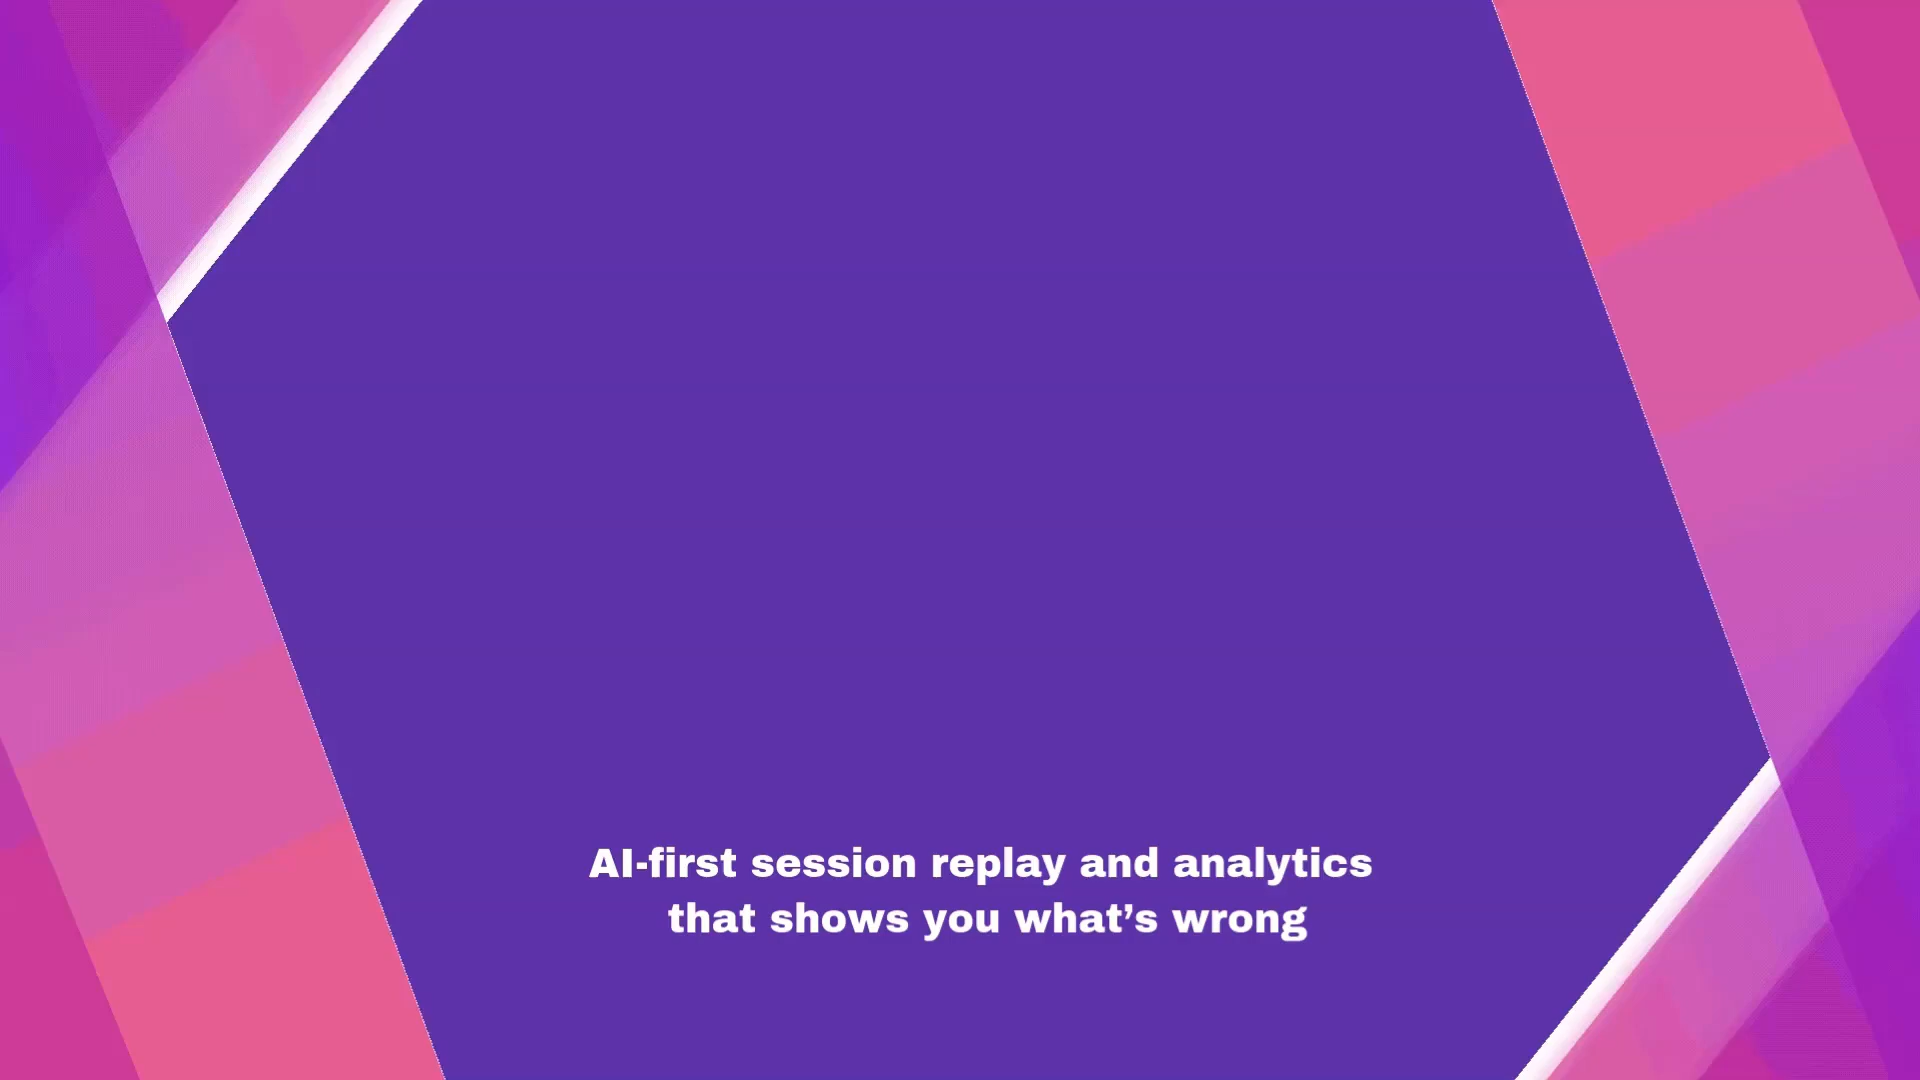 AI-first session replay and analytics
that shows you what’s wrong